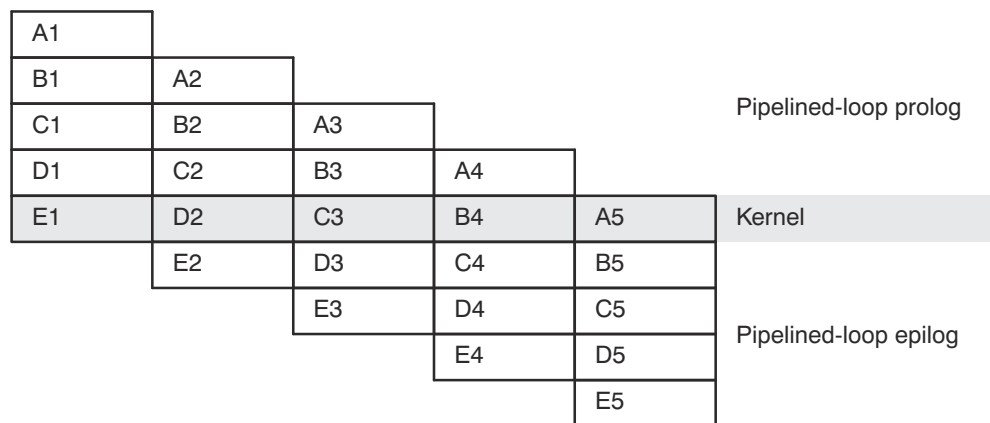 A1
B1 A2
Pipelined-loop prolog
C1 B2 A3
D1 C2 B3 A4
E1 D2 C3 B4 A5 Kernel
E2 D3 C4 B5
E3 D4 C5
Pipelined-loop epilog
E4 D5
E5